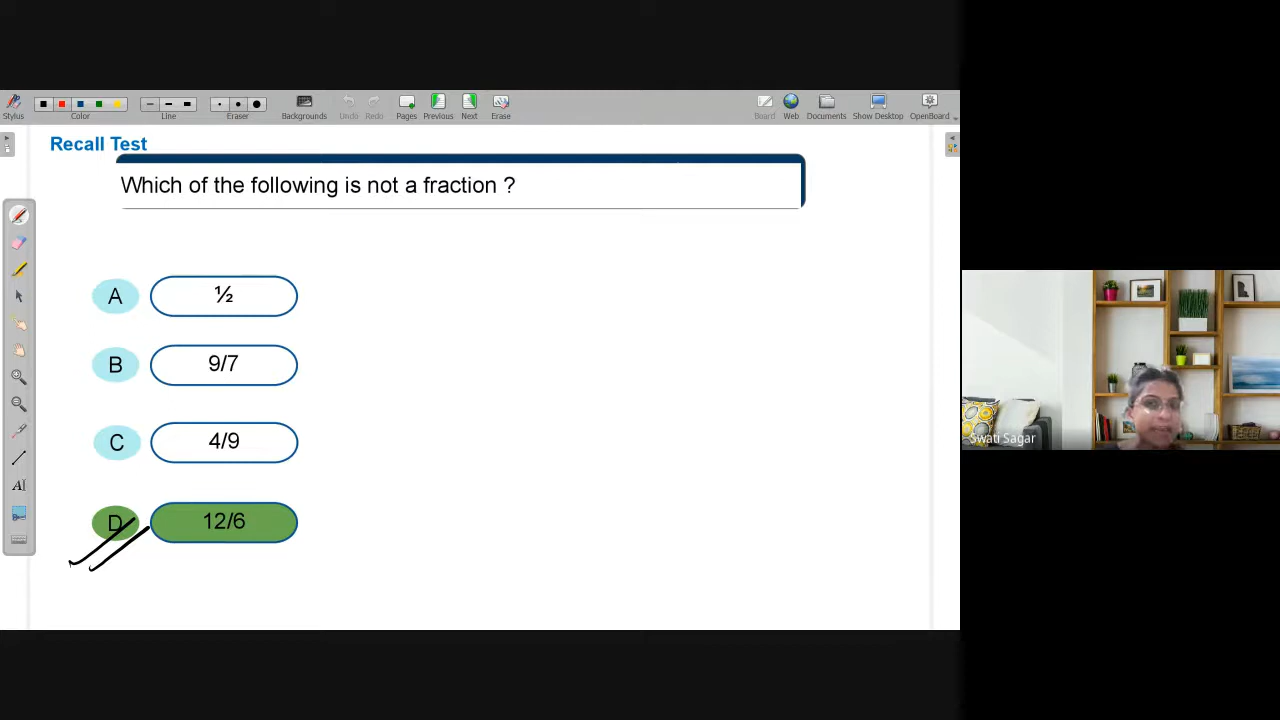 Stylus
Color
Line
Eraser
Backgrounds
Undo
Redo
Pages
Previous
Next
Erase
Board
Web
Documents
Show Desktop
OpenBoard
Recall Test
Which of the following is not a fraction ?
A
½
B
9/7
C
4/9
D
12/6
AI
Swati Sagar